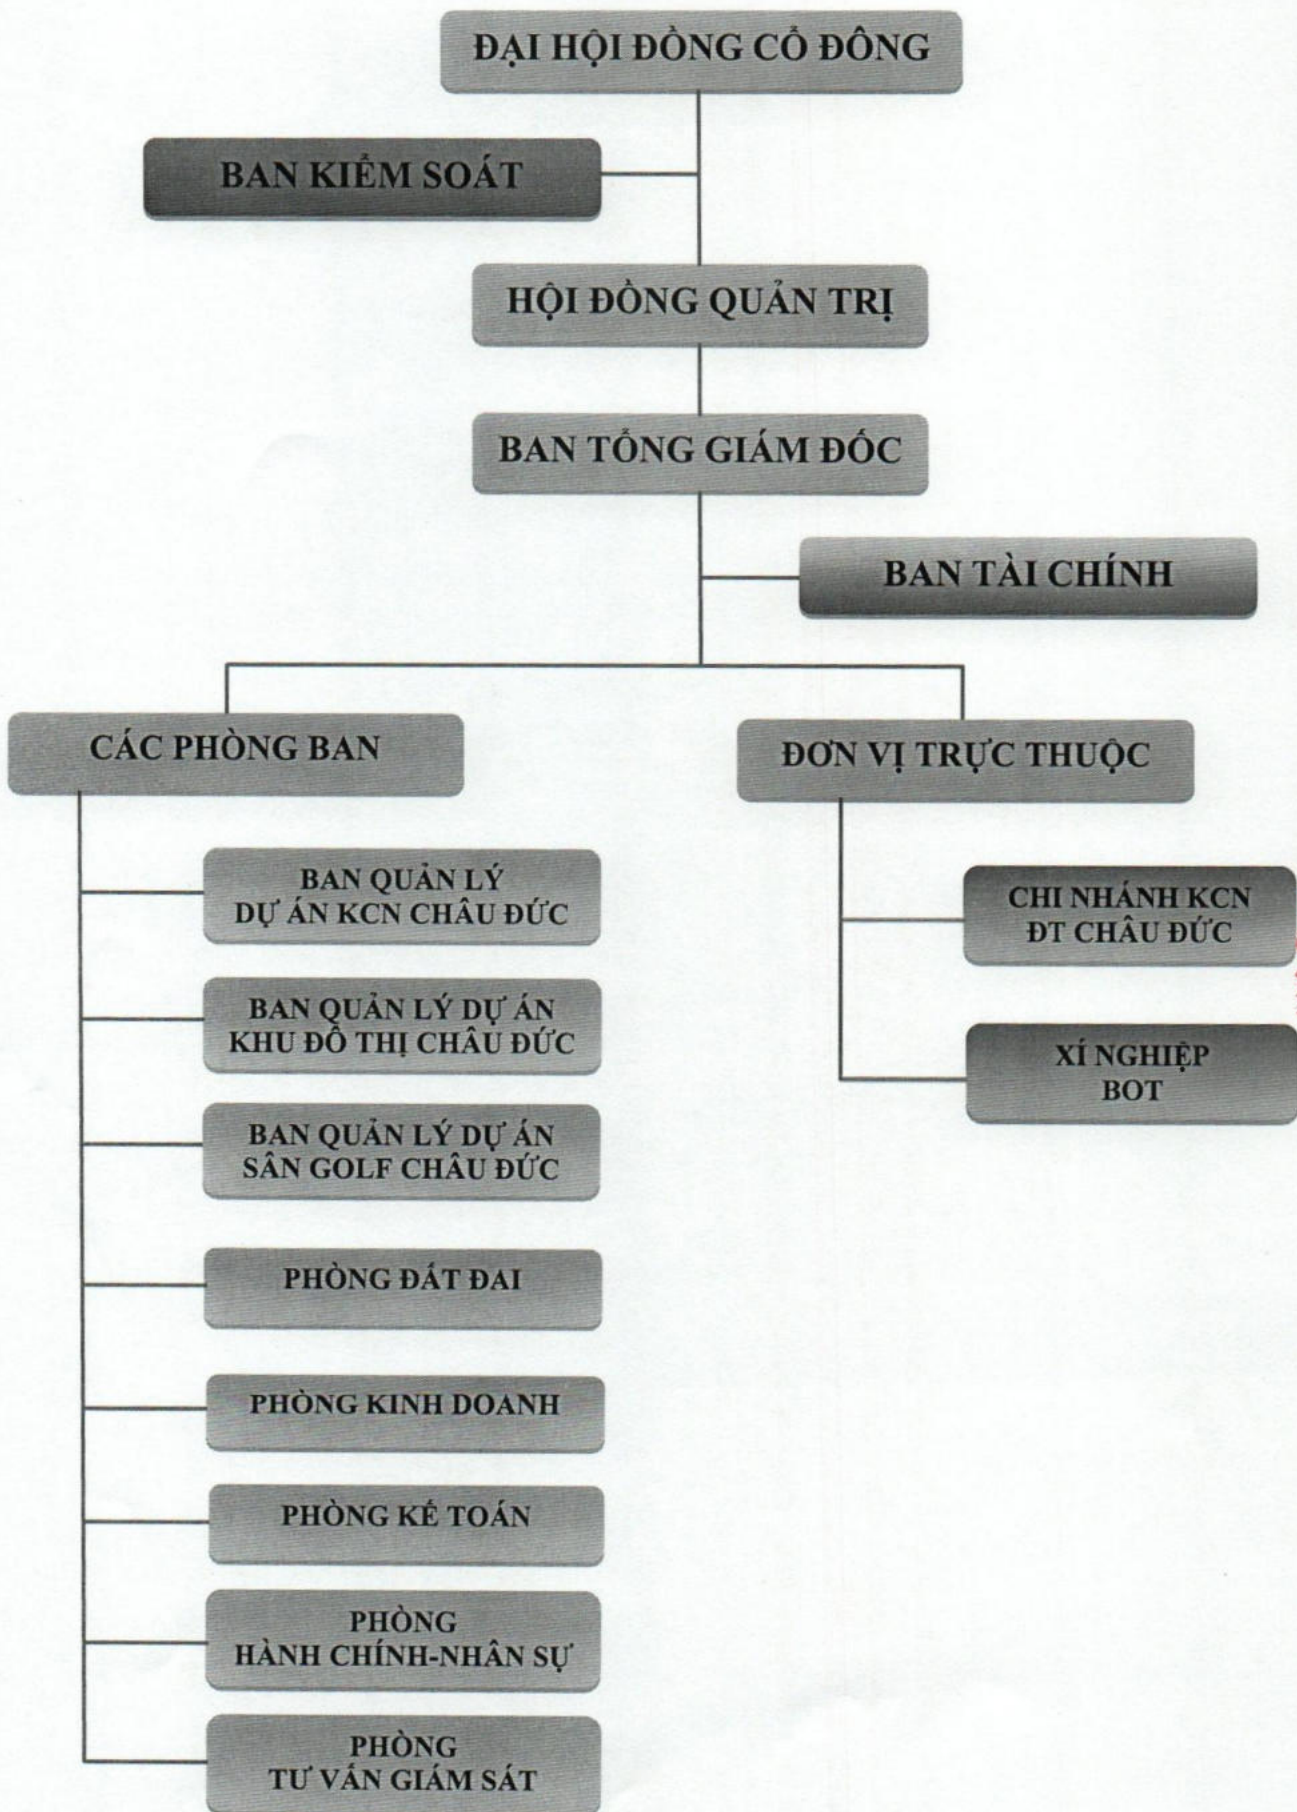 ĐẠI HỘI ĐỒNG CỔ ĐÔNG
BAN KIỂM SOÁT
HỘI ĐỒNG QUẢN TRỊ
BAN TỔNG GIÁM ĐỐC
BAN TÀI CHÍNH
CÁC PHÒNG BAN
ĐƠN VỊ TRỰC THUỘC
BAN QUẢN LÝ
DỰ ÁN KCN CHÂU ĐỨC
BAN QUẢN LÝ DỰ ÁN
KHU ĐÔ THỊ CHÂU ĐỨC
BAN QUẢN LÝ DỰ ÁN
SÂN GOLF CHÂU ĐỨC
PHÒNG ĐẤT ĐAI
PHÒNG KINH DOANH
PHÒNG KẾ TOÁN
PHÒNG
HÀNH CHÍNH-NHÂN SỰ
PHÒNG
TƯ VẤN GIÁM SÁT
CHI NHÁNH KCN
ĐT CHÂU ĐỨC
XÍ NGHIỆP
BOT